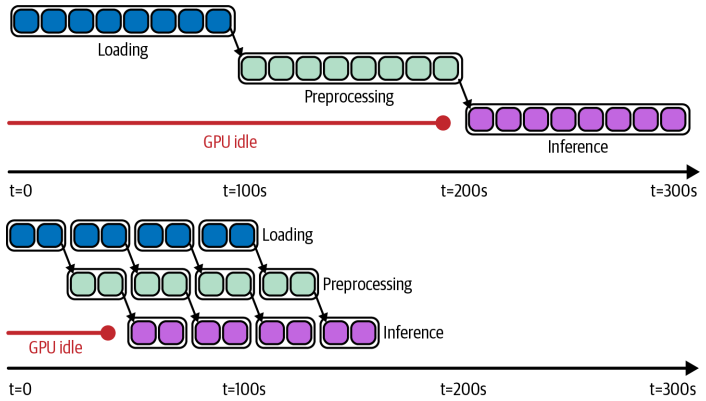 Loading
Preprocessing
GPU idle
Inference
t=0 t=100s t=200s t=300s
Loading
Preprocessing
Inference
GPU idle
t=0 t=100s t=200s t=300s